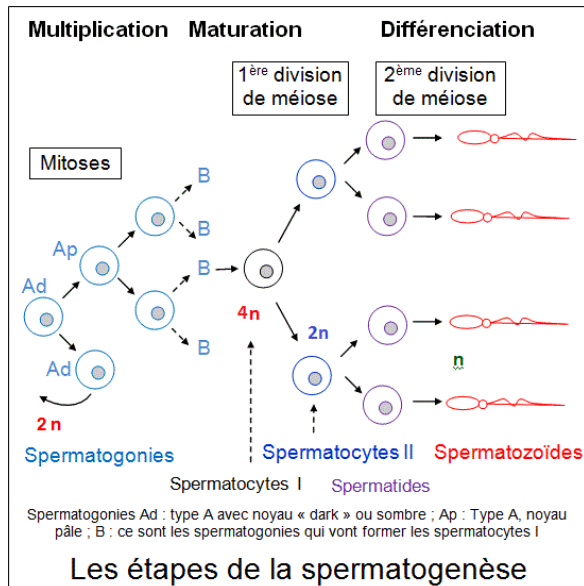 Multiplication Maturation Différenciation
1ère division
de méiose
2ème division
de méiose
Mitoses
B
B
Ap
B
Ad
4n
2n
n
Ad
B
2 n
Spermatogonies
Spermatocytes II
Spermatozoïdes
Spermatocytes I
Spermatides
Spermatogonies Ad : type A avec noyau « dark » ou sombre ; Ap : Type A, noyau
pâle ; B : ce sont les spermatogonies qui vont former les spermatocytes I
Les étapes de la spermatogenèse